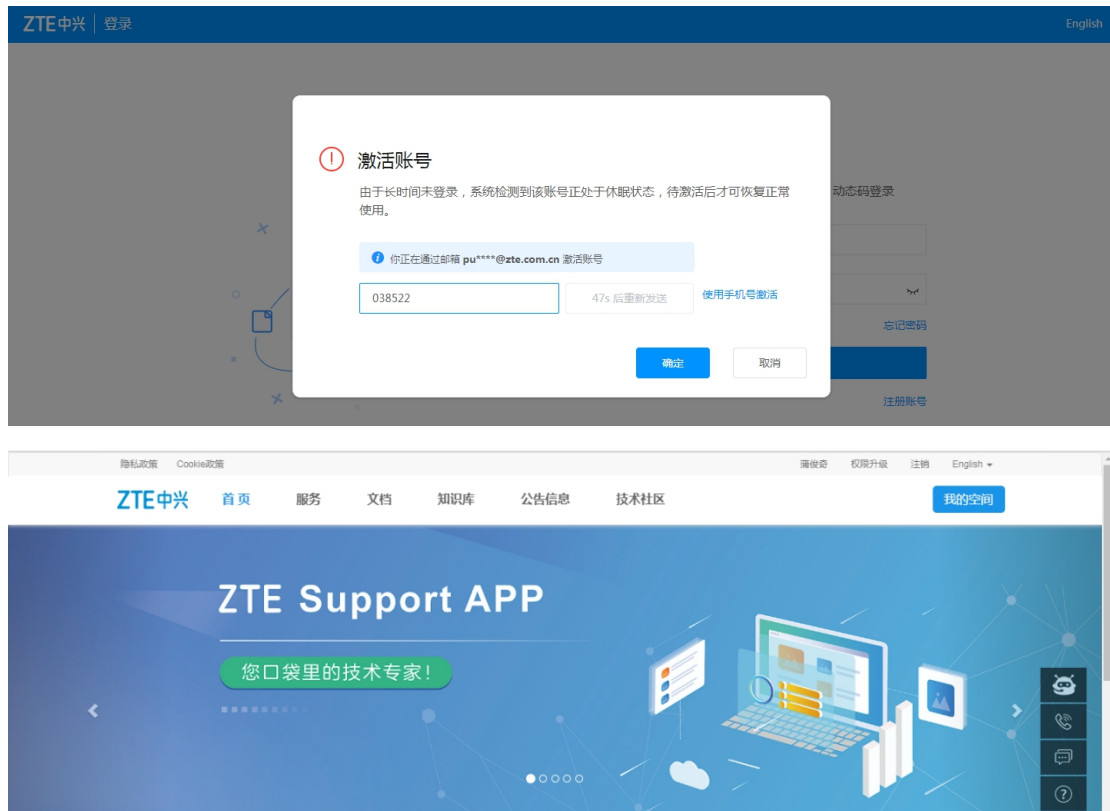 ZTE中兴 登录 English
激活账号
由于长时间未登录，系统检测到该账号正处于休眠状态，待激活后才可恢复正常
使用。
动态码登录
你正在通过邮箱 pu****@zte.com.cn 激活账号
038522 47s 后重新发送 使用手机号激活
忘记密码
确定 取消
注册账号
隐私政策 Cookie政策 蒲俊奇 权限升级 注销 English
ZTE中兴 首页 服务 文档 知识库 公告信息 技术社区 我的空间
ZTE Support APP
您口袋里的技术专家！